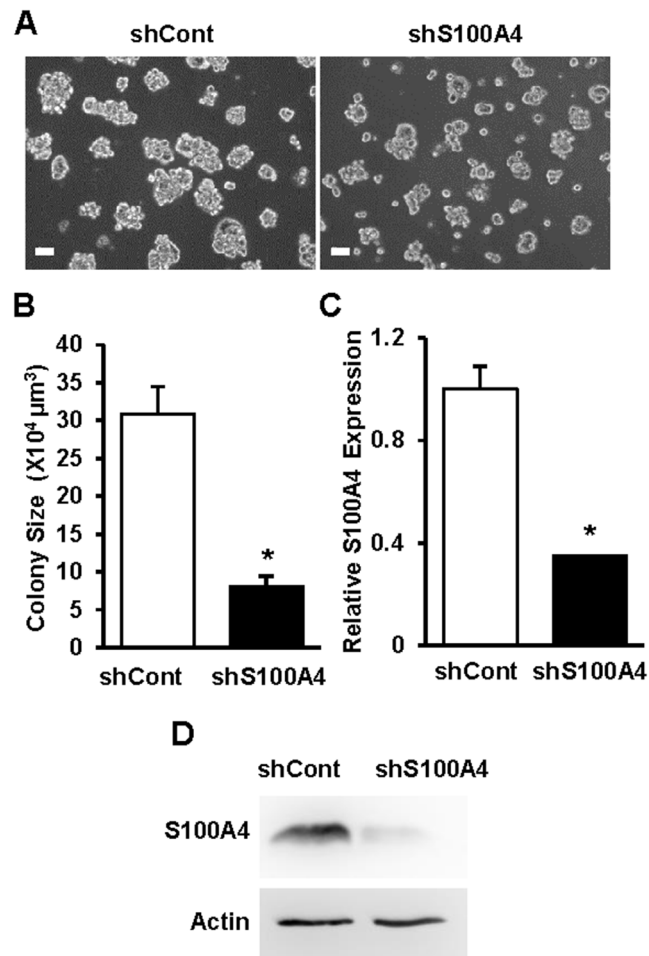 A
shCont
shS100A4
B
Colony Size (X10⁴ µm³)
40
35
30
25
20
15
10
5
0
*
shCont
shS100A4
C
Relative S100A4 Expression
1.2
0.8
0.4
0
*
shCont
shS100A4
D
shCont
shS100A4
S100A4
Actin